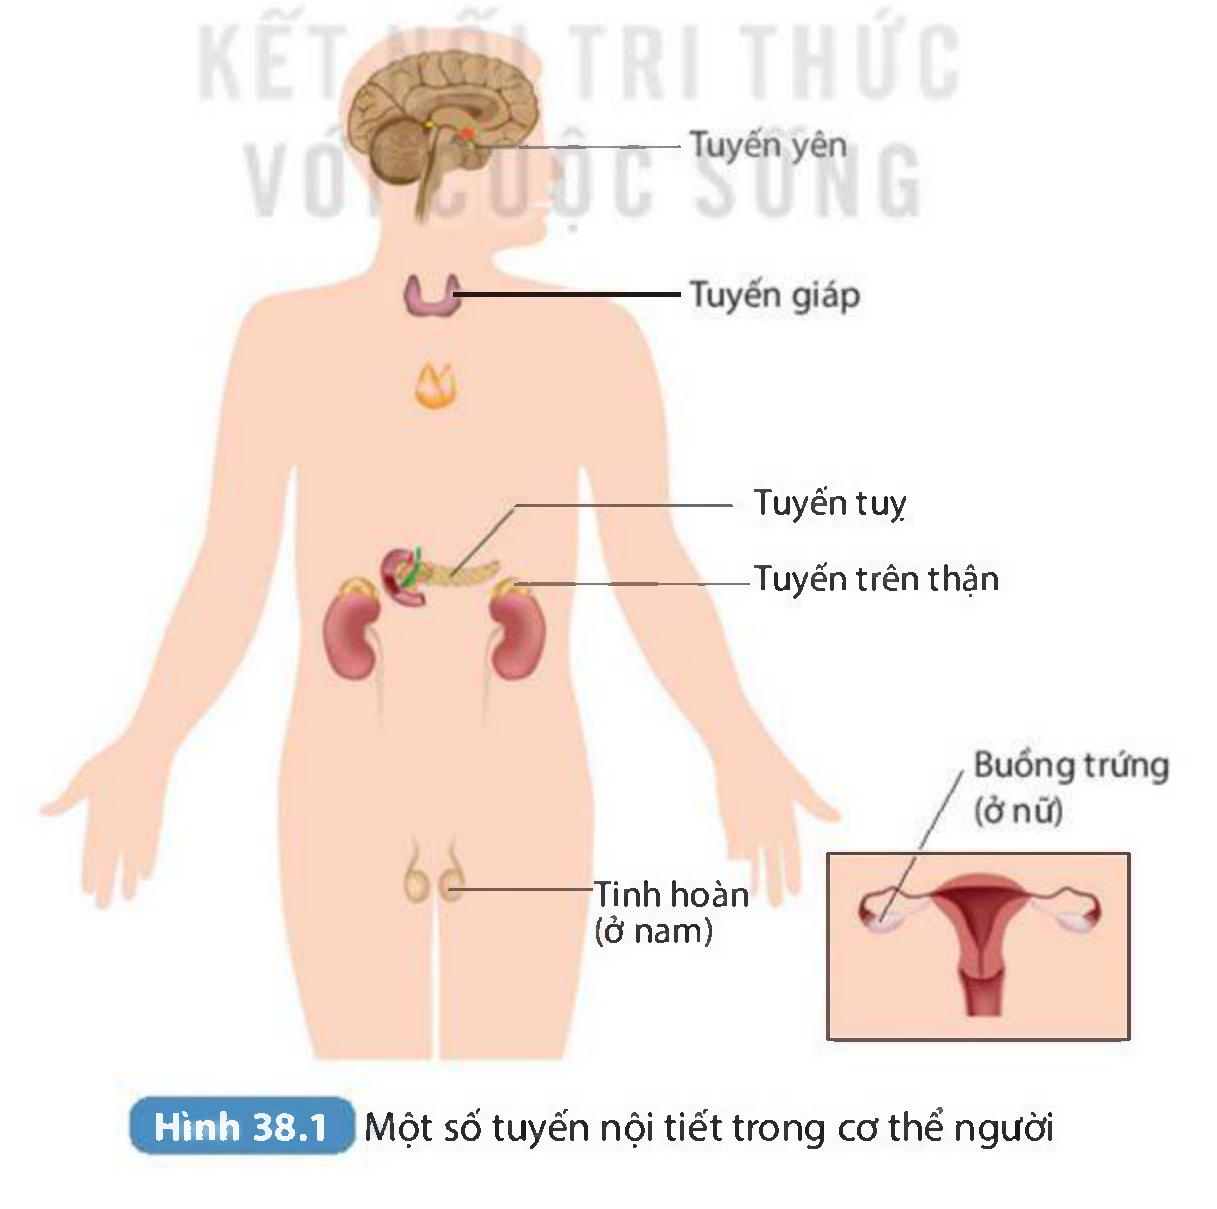 KẾT NỐI TRI THỨC
VỚI CUỘC SỐNG
Tuyến yên
Tuyến giáp
Tuyến tuỵ
Tuyến trên thận
Buồng trứng
(ở nữ)
Tinh hoàn
(ở nam)
Hình 38.1 Một số tuyến nội tiết trong cơ thể người